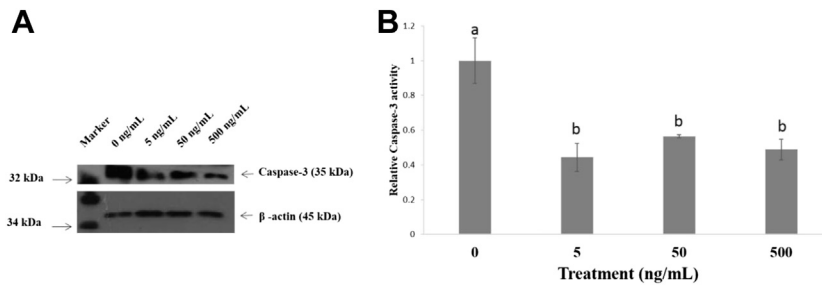 A
Marker
0 ng/mL
5 ng/mL
50 ng/mL
500 ng/mL
32 kDa
Caspase-3 (35 kDa)
34 kDa
β -actin (45 kDa)
B
Relative Caspase-3 activity
1.2
1
0.8
0.6
0.4
0.2
0
a
b
b
b
0
5
50
500
Treatment (ng/mL)